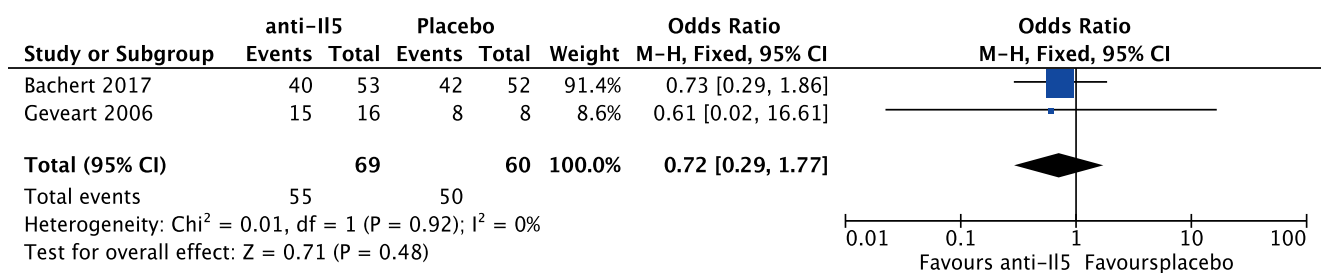 anti-Il5 Placebo Odds Ratio Odds Ratio
Study or Subgroup Events Total Events Total Weight M-H, Fixed, 95% CI M-H, Fixed, 95% CI
Bachert 2017 40 53 42 52 91.4% 0.73 [0.29, 1.86]
Geveart 2006 15 16 8 8 8.6% 0.61 [0.02, 16.61]
Total (95% CI) 69 60 100.0% 0.72 [0.29, 1.77]
Total events 55 50
Heterogeneity: Chi² = 0.01, df = 1 (P = 0.92); I² = 0%
Test for overall effect: Z = 0.71 (P = 0.48)
0.01 0.1 1 10 100
Favours anti-Il5 Favoursplacebo